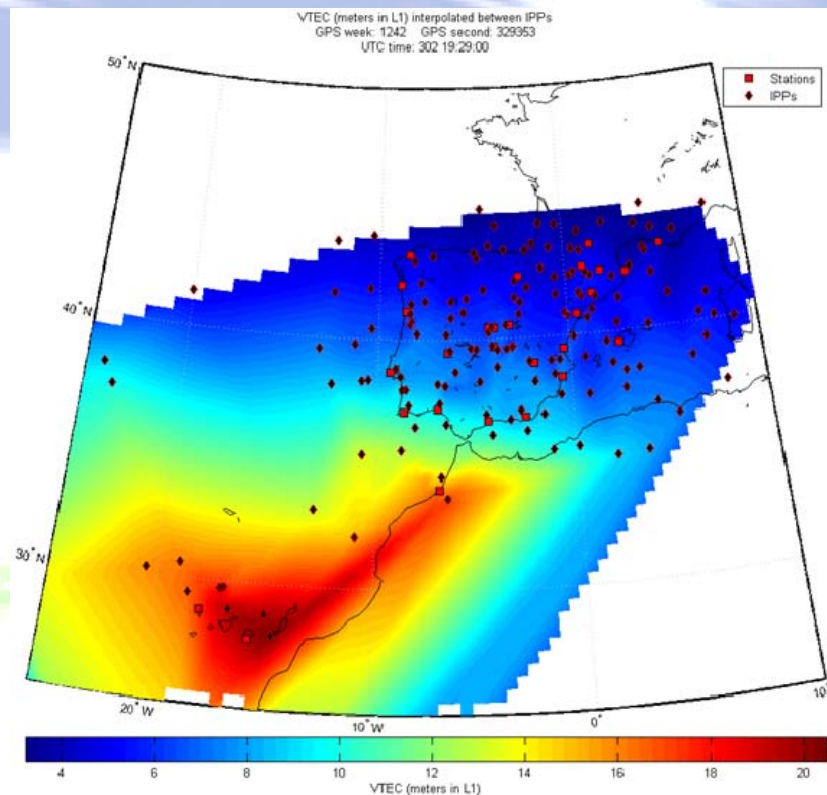 VTEC (meters in L1) interpolated between IPPs
GPS week: 1242 GPS second: 329353
UTC time: 302 19:29:00
50°N
Stations
IPPs
40°N
30°N
20°W
10°W
0°
10
4 6 8 10 12 14 16 18 20
VTEC (meters in L1)